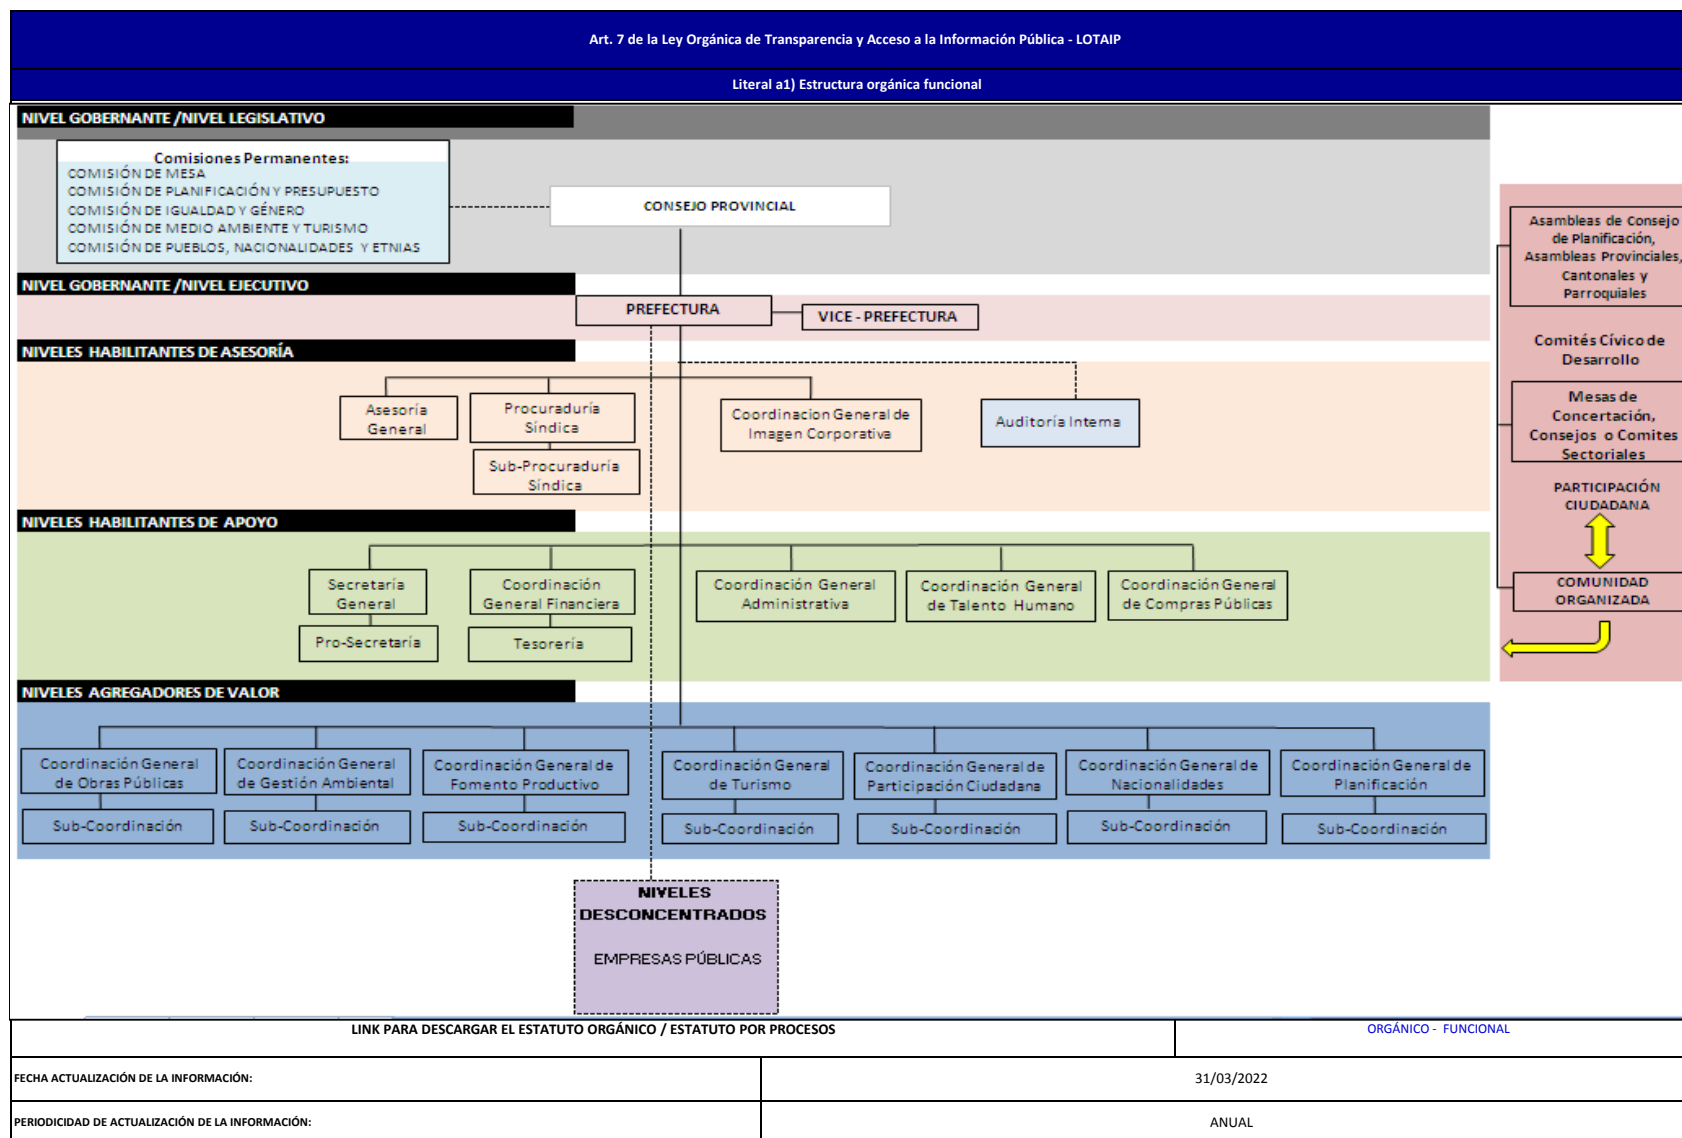 Art. 7 de la Ley Orgánica de Transparencia y Acceso a la Información Pública - LOTAIP
Literal a1) Estructura orgánica funcional
NIVEL GOBERNANTE /NIVEL LEGISLATIVO
Comisiones Permanentes:
COMISIÓN DE MESA
COMISIÓN DE PLANIFICACIÓN Y PRESUPUESTO
COMISIÓN DE IGUALDAD Y GÉNERO
COMISIÓN DE MEDIO AMBIENTE Y TURISMO
COMISIÓN DE PUEBLOS, NACIONALIDADES Y ETNIAS
CONSEJO PROVINCIAL
NIVEL GOBERNANTE /NIVEL EJECUTIVO
PREFECTURA
VICE - PREFECTURA
NIVELES HABILITANTES DE ASESORÍA
Asesoría
General
Procuraduría
Síndica
Sub-Procuraduría
Síndica
Coordinacion General de
Imagen Corporativa
Auditoría Interna
NIVELES HABILITANTES DE APOYO
Secretaría
General
Pro-Secretaría
Coordinación
General Financiera
Tesorería
Coordinación General
Administrativa
Coordinación General
de Talento Humano
Coordinación General
de Compras Públicas
NIVELES AGREGADORES DE VALOR
Coordinación General
de Obras Públicas
Sub-Coordinación
Coordinación General
de Gestión Ambiental
Sub-Coordinación
Coordinación General de
Fomento Productivo
Sub-Coordinación
Coordinación General
de Turismo
Sub-Coordinación
Coordinación General de
Participación Ciudadana
Sub-Coordinación
Coordinación General de
Nacionalidades
Sub-Coordinación
Coordinación General de
Planificación
Sub-Coordinación
NIVELES
DESCONCENTRADOS
EMPRESAS PÚBLICAS
Asambleas de Consejo
de Planificación,
Asambleas Provinciales,
Cantonales y
Parroquiales
Comités Cívico de
Desarrollo
Mesas de
Concertación,
Consejos o Comites
Sectoriales
PARTICIPACIÓN
CIUDADANA
COMUNIDAD
ORGANIZADA
LINK PARA DESCARGAR EL ESTATUTO ORGÁNICO / ESTATUTO POR PROCESOS
ORGÁNICO - FUNCIONAL
FECHA ACTUALIZACIÓN DE LA INFORMACIÓN:
31/03/2022
PERIODICIDAD DE ACTUALIZACIÓN DE LA INFORMACIÓN:
ANUAL